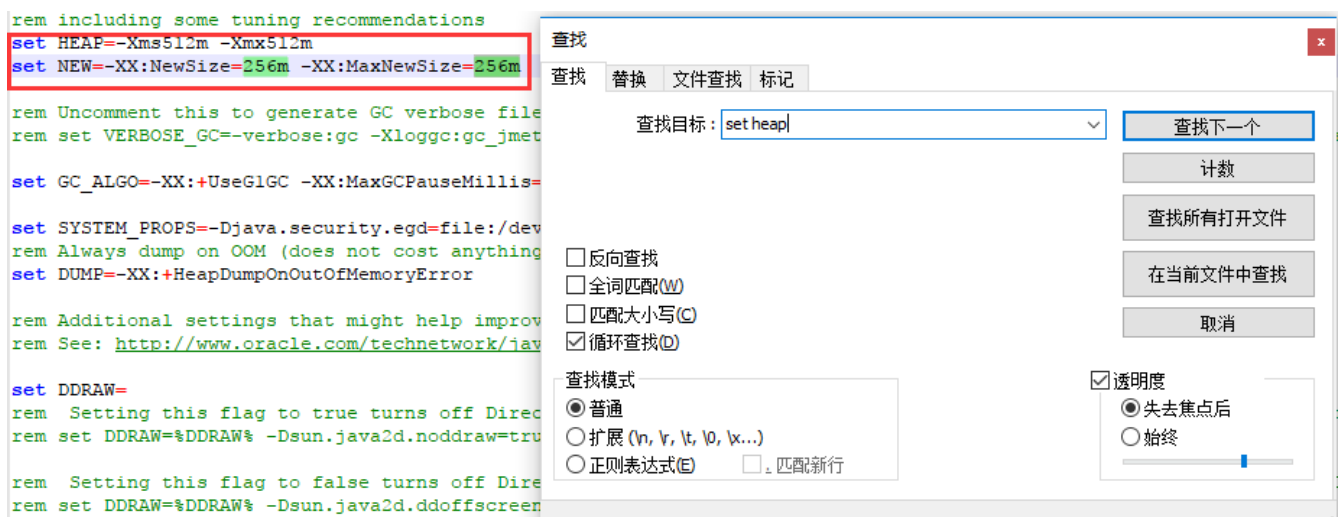 rem including some tuning recommendations
set HEAP=-Xms512m -Xmx512m
set NEW=-XX:NewSize=256m -XX:MaxNewSize=256m
rem Uncomment this to generate GC verbose file
rem set VERBOSE_GC=-verbose:gc -Xloggc:gc_jmet
set GC_ALGO=-XX:+UseG1GC -XX:MaxGCPauseMillis=
set SYSTEM_PROPS=-Djava.security.egd=file:/dev
rem Always dump on OOM (does not cost anything
set DUMP=-XX:+HeapDumpOnOutOfMemoryError
rem Additional settings that might help improv
rem See: http://www.oracle.com/technetwork/jav
set DDRAW=
rem  Setting this flag to true turns off Direc
rem set DDRAW=%DDRAW% -Dsun.java2d.noddraw=tru
rem  Setting this flag to false turns off Dire
rem set DDRAW=%DDRAW% -Dsun.java2d.ddoffscreen
查找
x
查找 替换 文件查找 标记
查找目标： set heap
查找下一个
计数
查找所有打开文件
在当前文件中查找
取消
反向查找
全词匹配(W)
匹配大小写(C)
循环查找(D)
查找模式
普通
扩展 (\n, \r, \t, \0, \x...)
正则表达式(E) . 匹配新行
透明度
失去焦点后
始终